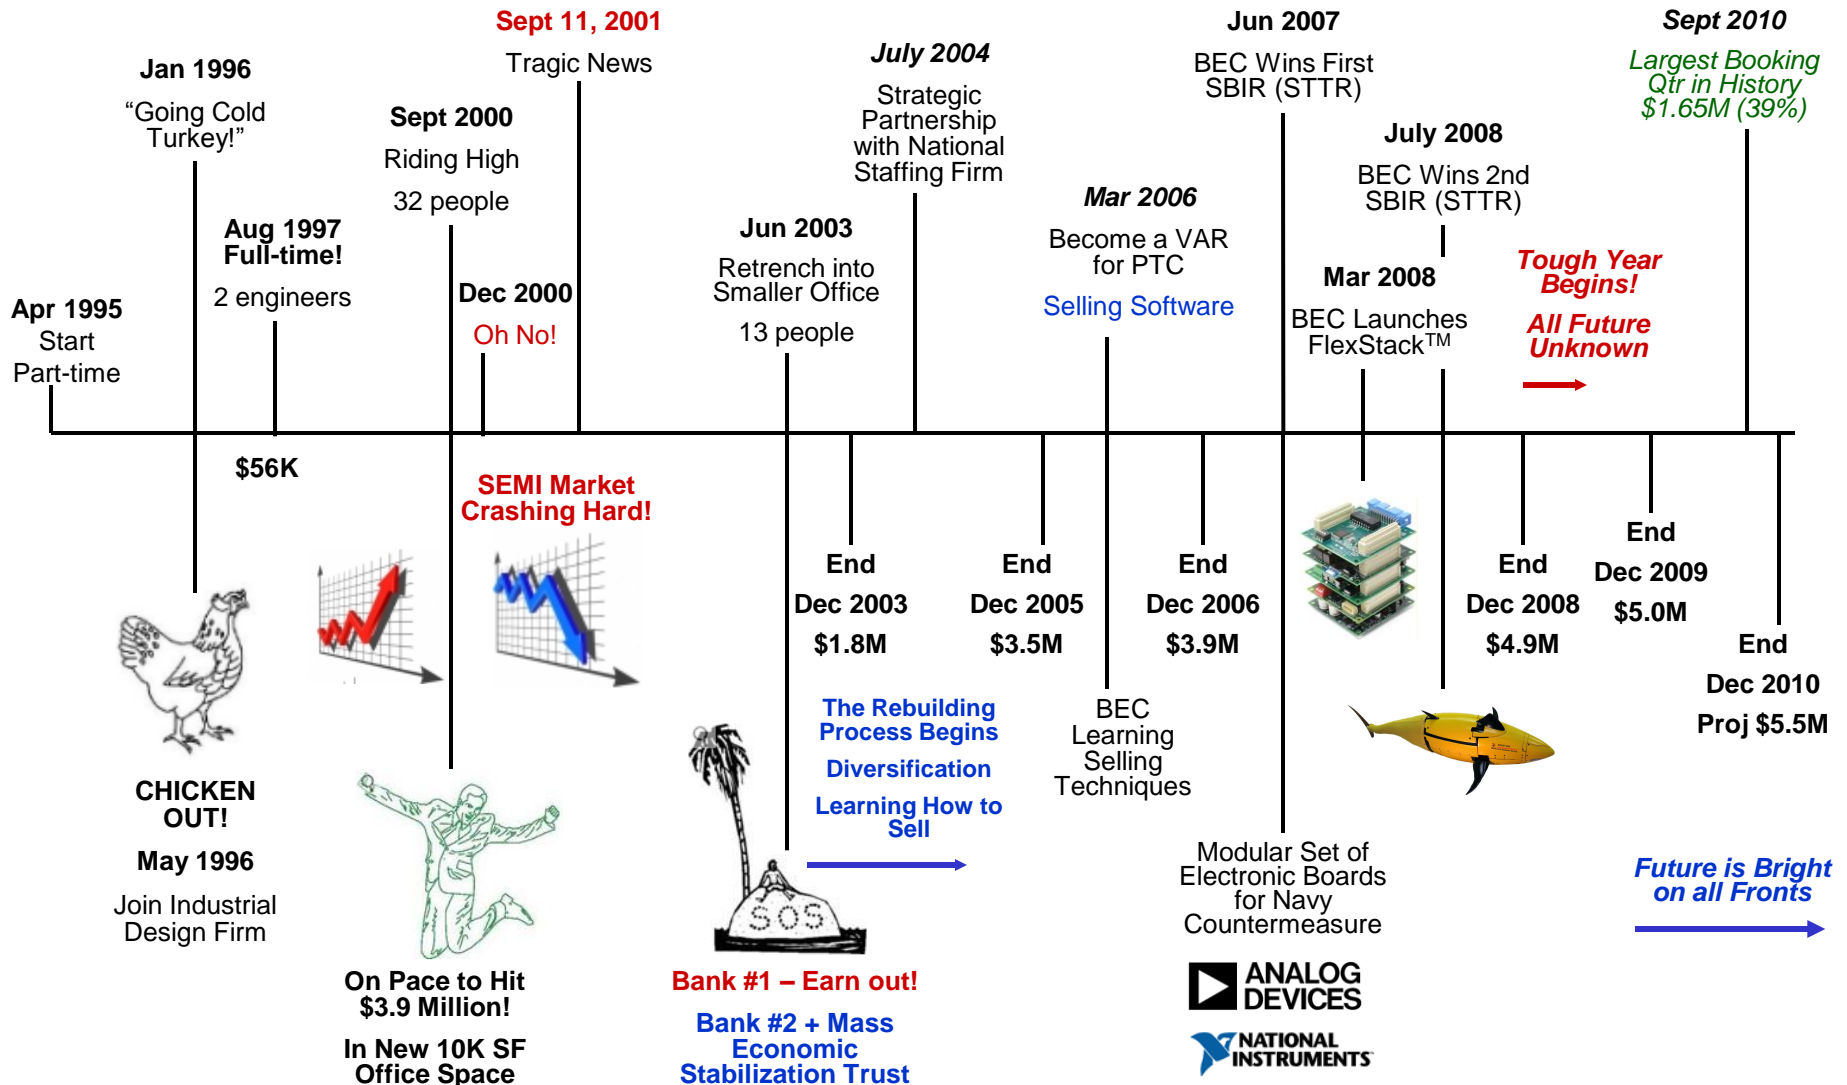 Apr 1995
Start
Part-time
Jan 1996
“Going Cold
Turkey!”
Aug 1997
Full-time!
2 engineers
Sept 2000
Riding High
32 people
Dec 2000
Oh No!
Sept 11, 2001
Tragic News
Jun 2003
Retrench into
Smaller Office
13 people
July 2004
Strategic
Partnership
with National
Staffing Firm
Mar 2006
Become a VAR
for PTC
Selling Software
Jun 2007
BEC Wins First
SBIR (STTR)
Mar 2008
BEC Launches
FlexStack™
July 2008
BEC Wins 2nd
SBIR (STTR)
Tough Year
Begins!
All Future
Unknown
Sept 2010
Largest Booking
Qtr in History
$1.65M (39%)
$56K
SEMI Market
Crashing Hard!
CHICKEN
OUT!
May 1996
Join Industrial
Design Firm
On Pace to Hit
$3.9 Million!
In New 10K SF
Office Space
SOS
Bank #1 – Earn out!
Bank #2 + Mass
Economic
Stabilization Trust
End
Dec 2003
$1.8M
The Rebuilding
Process Begins
Diversification
Learning How to
Sell
End
Dec 2005
$3.5M
BEC
Learning
Selling
Techniques
End
Dec 2006
$3.9M
Modular Set of
Electronic Boards
for Navy
Countermeasure
ANALOG
DEVICES
NATIONAL
INSTRUMENTS
End
Dec 2008
$4.9M
End
Dec 2009
$5.0M
End
Dec 2010
Proj $5.5M
Future is Bright
on all Fronts